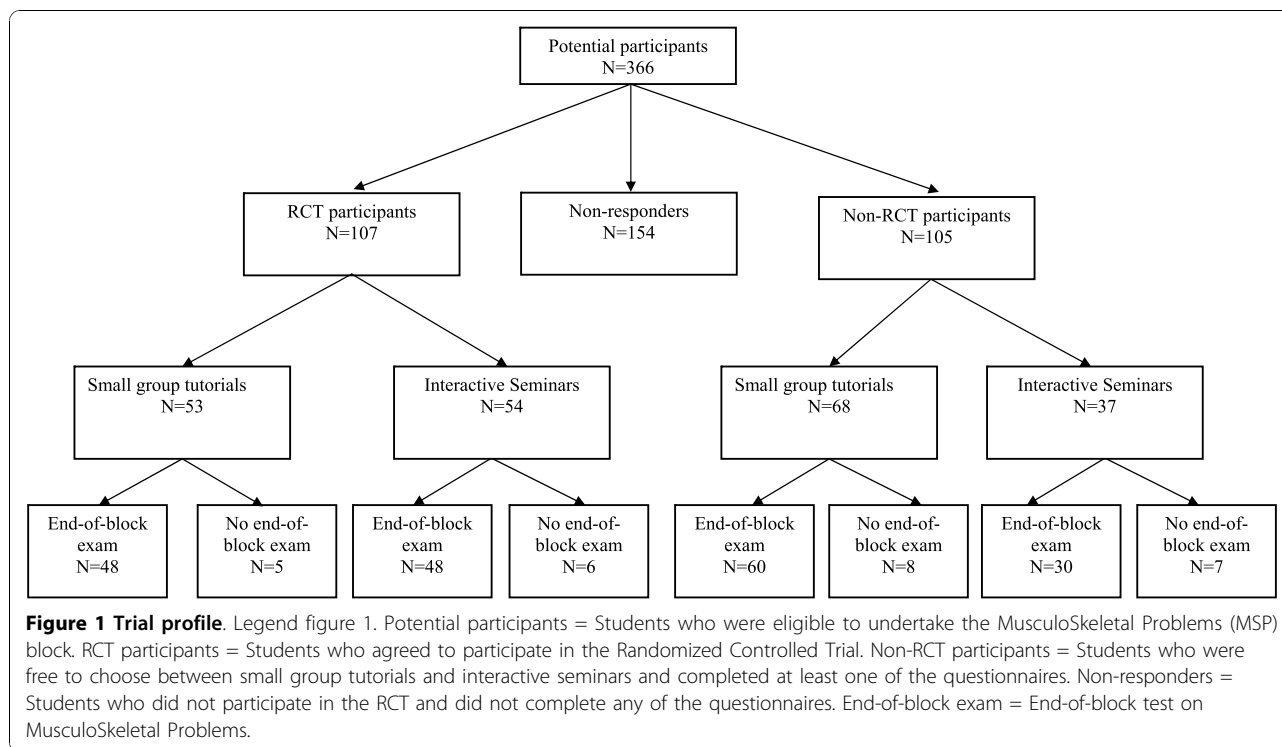 Potential participants
N=366
RCT participants
N=107
Non-responders
N=154
Non-RCT participants
N=105
Small group tutorials
N=53
Interactive Seminars
N=54
Small group tutorials
N=68
Interactive Seminars
N=37
End-of-block
exam
N=48
No end-of-
block exam
N=5
End-of-block
exam
N=48
No end-of-
block exam
N=6
End-of-block
exam
N=60
No end-of-
block exam
N=8
End-of-block
exam
N=30
No end-of-
block exam
N=7
Figure 1 Trial profile. Legend figure 1. Potential participants = Students who were eligible to undertake the MusculoSkeletal Problems (MSP)
block. RCT participants = Students who agreed to participate in the Randomized Controlled Trial. Non-RCT participants = Students who were
free to choose between small group tutorials and interactive seminars and completed at least one of the questionnaires. Non-responders =
Students who did not participate in the RCT and did not complete any of the questionnaires. End-of-block exam = End-of-block test on
MusculoSkeletal Problems.